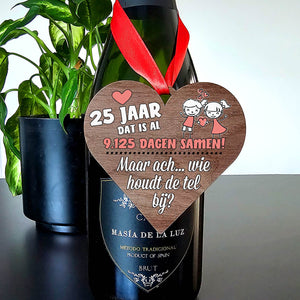 25 JAAR
DAT IS AL
9.125 DAGEN SAMEN!
Maar ach... wie
houdt de tel
bij?
MASÍA DE LA LUZ
MÉTODO TRADICIONAL
PRODUCT OF SPAIN
BRUT